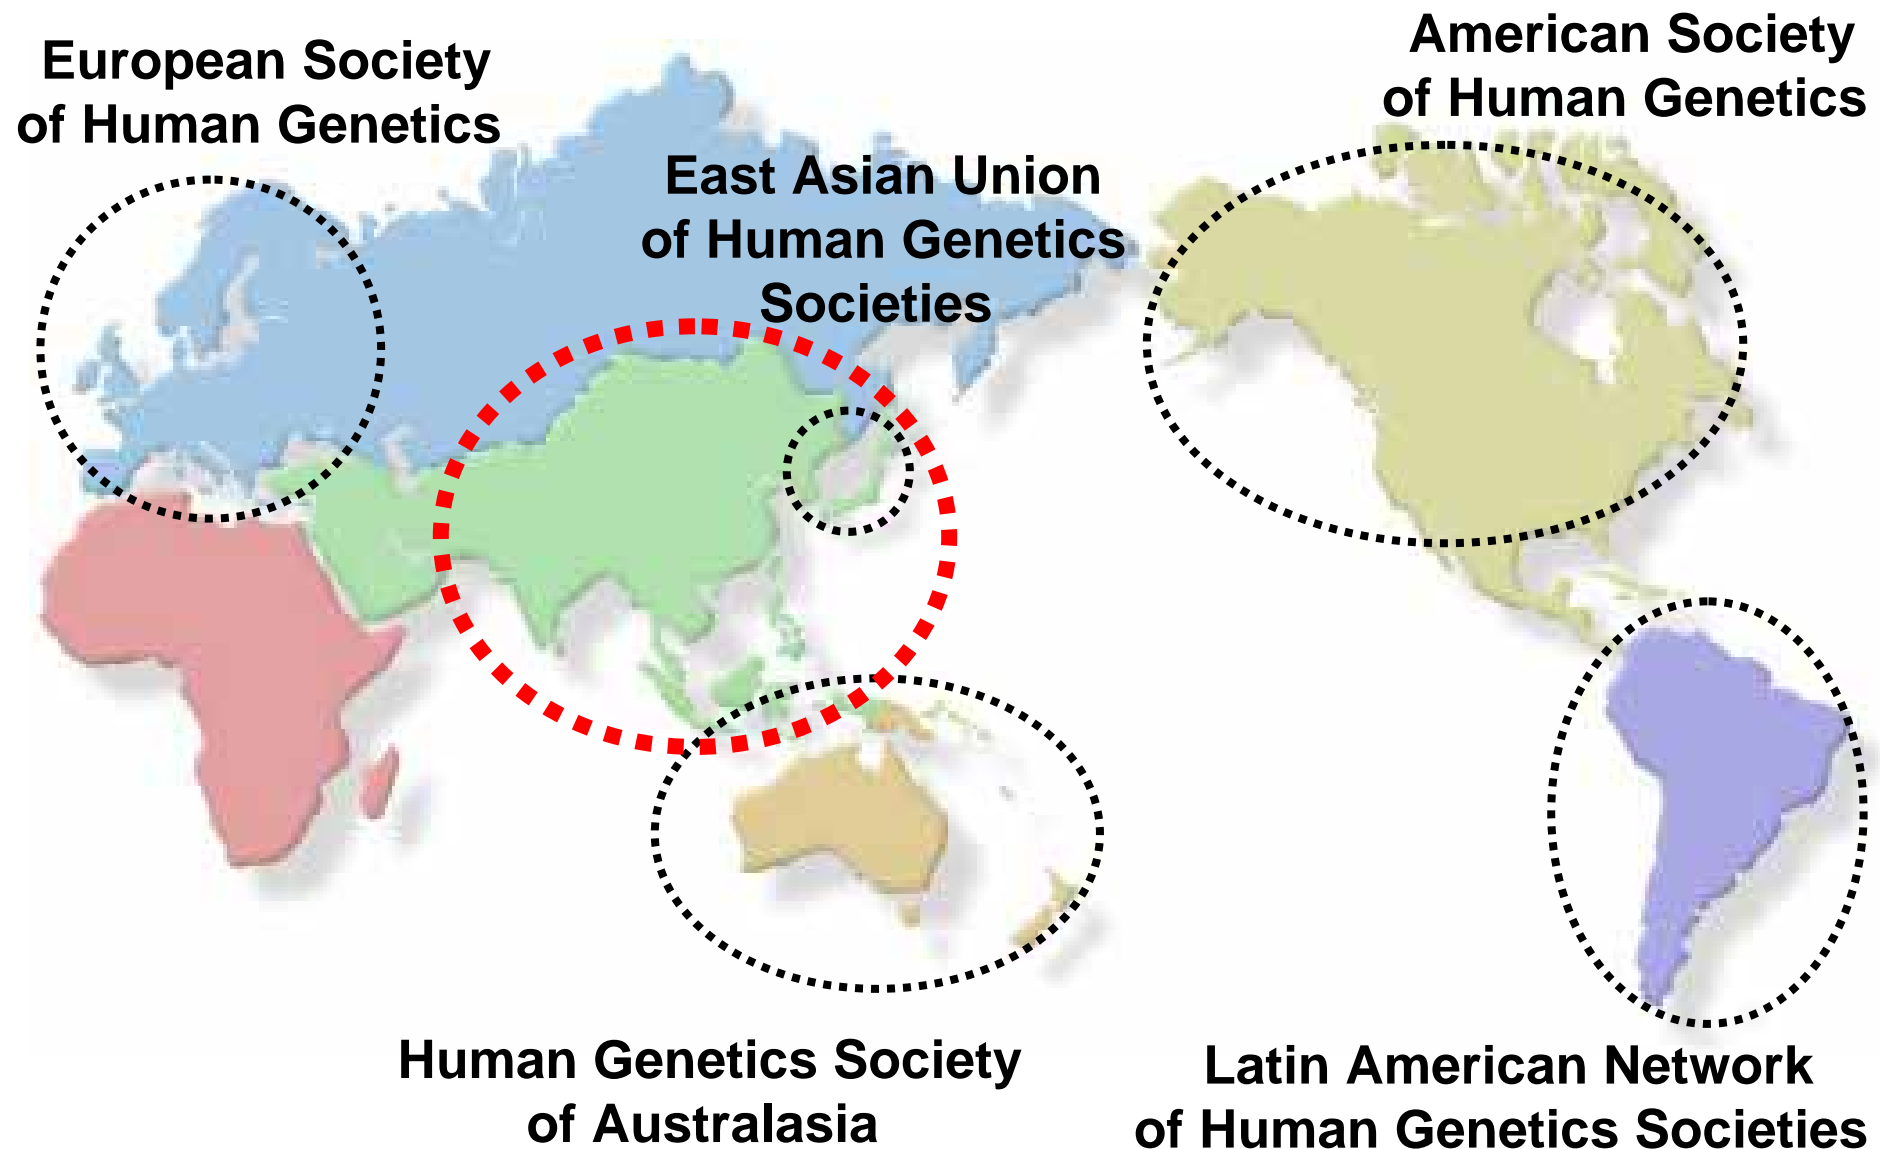 European Society
of Human Genetics
American Society
of Human Genetics
East Asian Union
of Human Genetics
Societies
Human Genetics Society
of Australasia
Latin American Network
of Human Genetics Societies